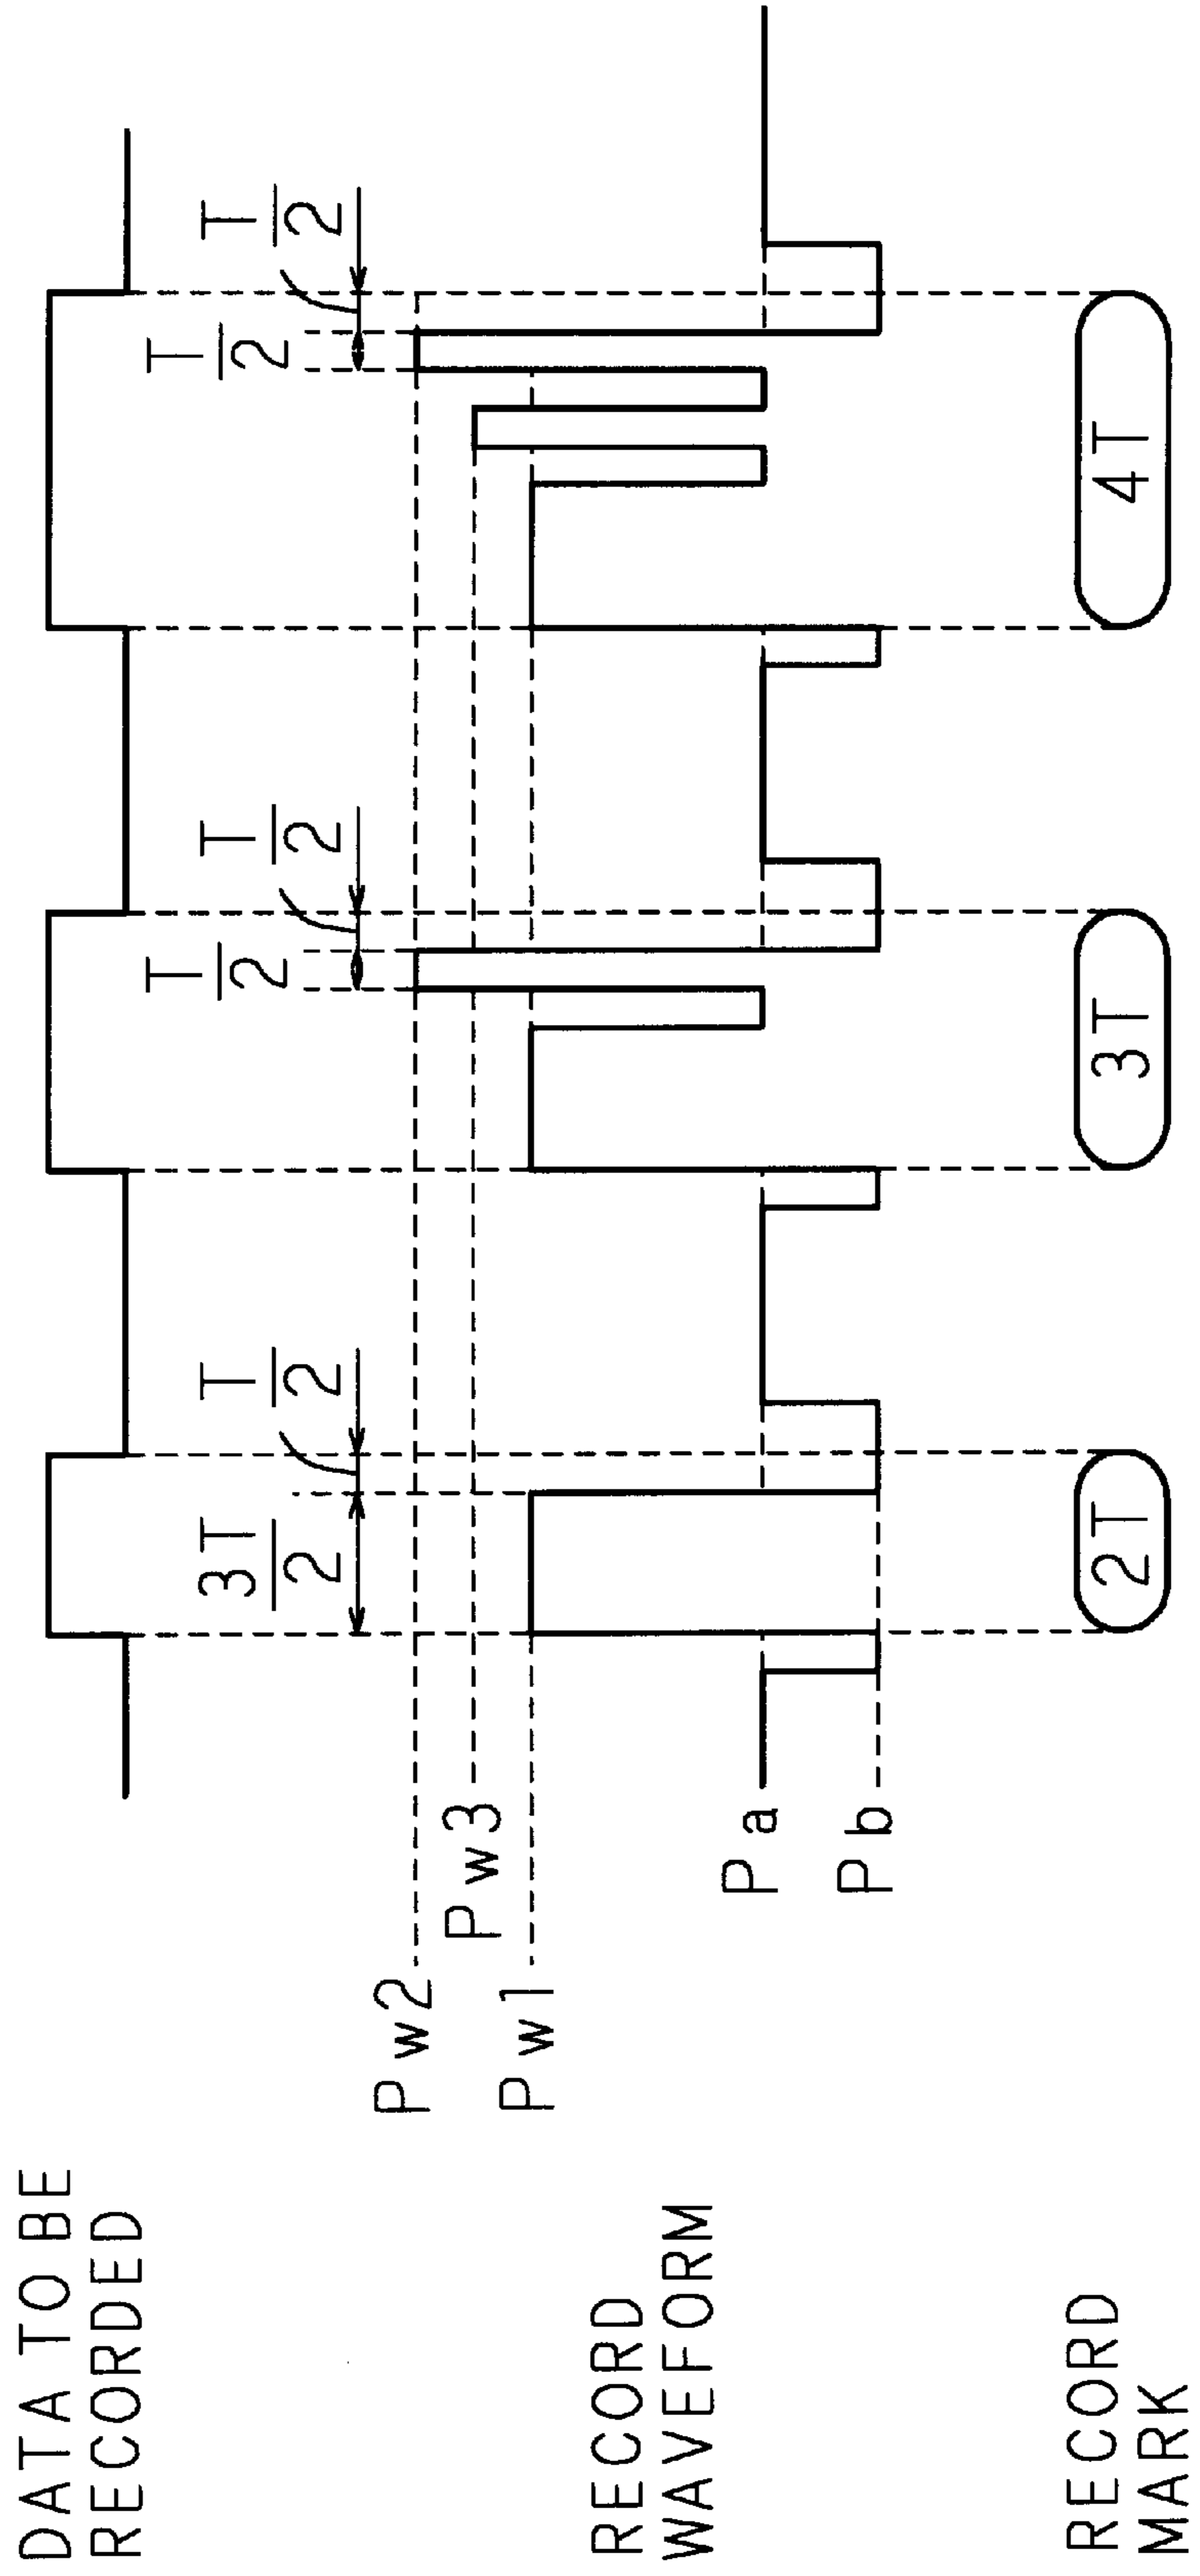 DATA TO BE
RECORDED
3T/2
T/2
T/2
T/2
T/2
T/2
Pw2
Pw3
Pw1
RECORD
WAVEFORM
Pa
Pb
RECORD
MARK
2T
3T
4T